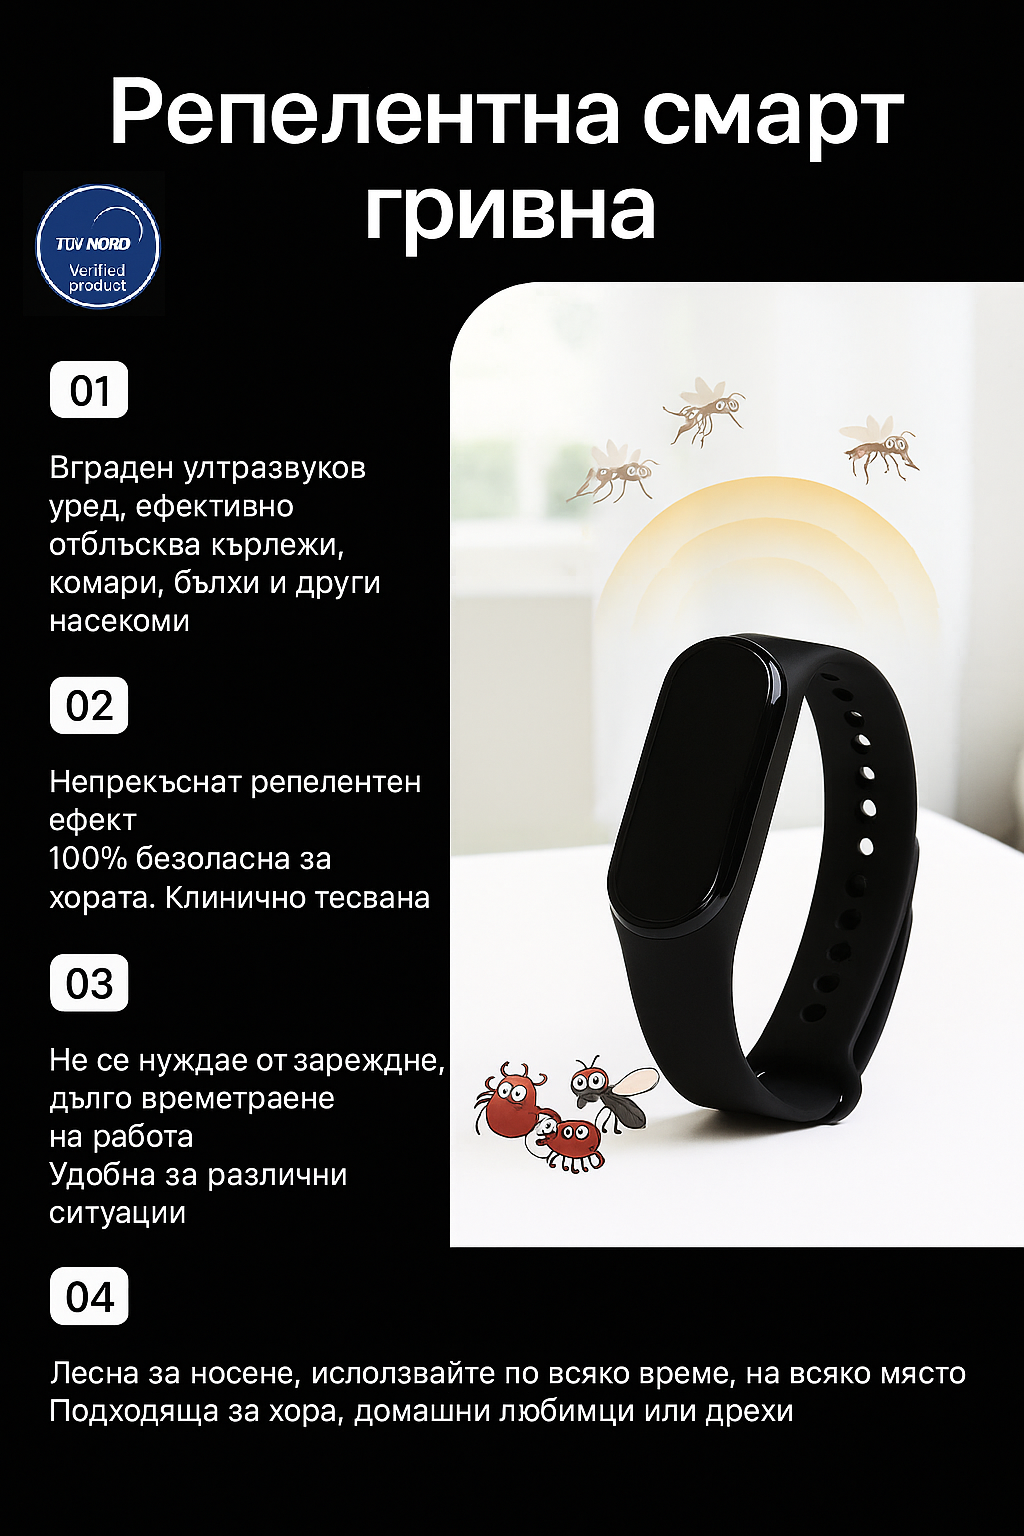 Репелентна смарт
гривна
TÜV NORD
Verified
product
01
Вграден ултразвуков
уред, ефективно
отблъсква кърлежи,
комари, бълхи и други
насекоми
02
Непрекъснат репелентен
ефект
100% безоласна за
хората. Клинично тесвана
03
Не се нуждае от зареждне,
дълго времетраене
на работа
Удобна за различни
ситуации
04
Лесна за носене, исползвайте по всяко време, на всяко място
Подходяща за хора, домашни любимци или дрехи